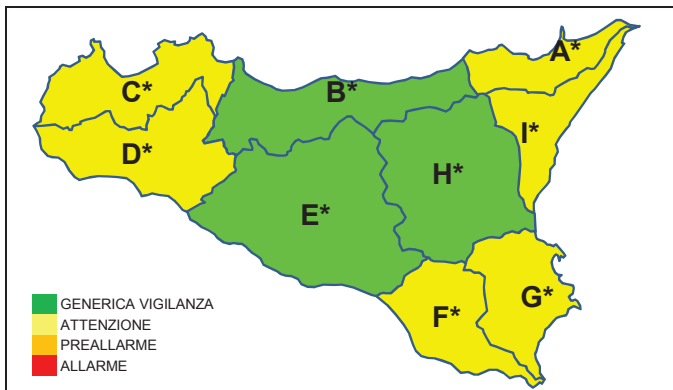 A*
C*
B*
I*
D*
H*
E*
G*
F*
GENERICA VIGILANZA
ATTENZIONE
PREALLARME
ALLARME